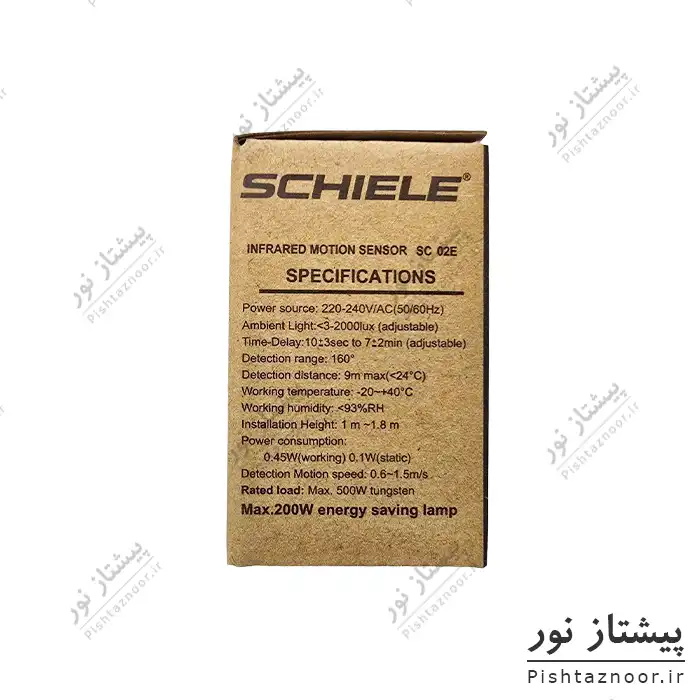 SCHIELE®
INFRARED MOTION SENSOR SC 02E
SPECIFICATIONS
Power source: 220-240V/AC(50/60Hz)
Ambient Light:<3-2000lux (adjustable)
Time-Delay:10±3sec to 7±2min (adjustable)
Detection range: 160°
Detection distance: 9m max(<24°C)
Working temperature: -20~+40°C
Working humidity: <93%RH
Installation Height: 1 m ~1.8 m
Power consumption:
0.45W(working) 0.1W(static)
Detection Motion speed: 0.6~1.5m/s
Rated load: Max. 500W tungsten
Max.200W energy saving lamp
پیشتاز نور
Pishtaznoor.ir